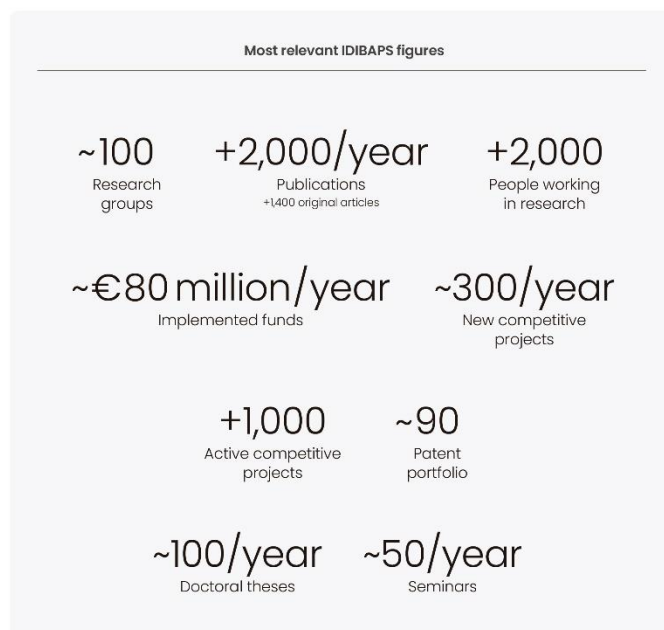 Most relevant IDIBAPS figures
~100
Research
groups
+2,000/year
Publications
+1,400 original articles
+2,000
People working
in research
~€80 million/year
Implemented funds
~300/year
New competitive
projects
+1,000
Active competitive
projects
~90
Patent
portfolio
~100/year
Doctoral theses
~50/year
Seminars